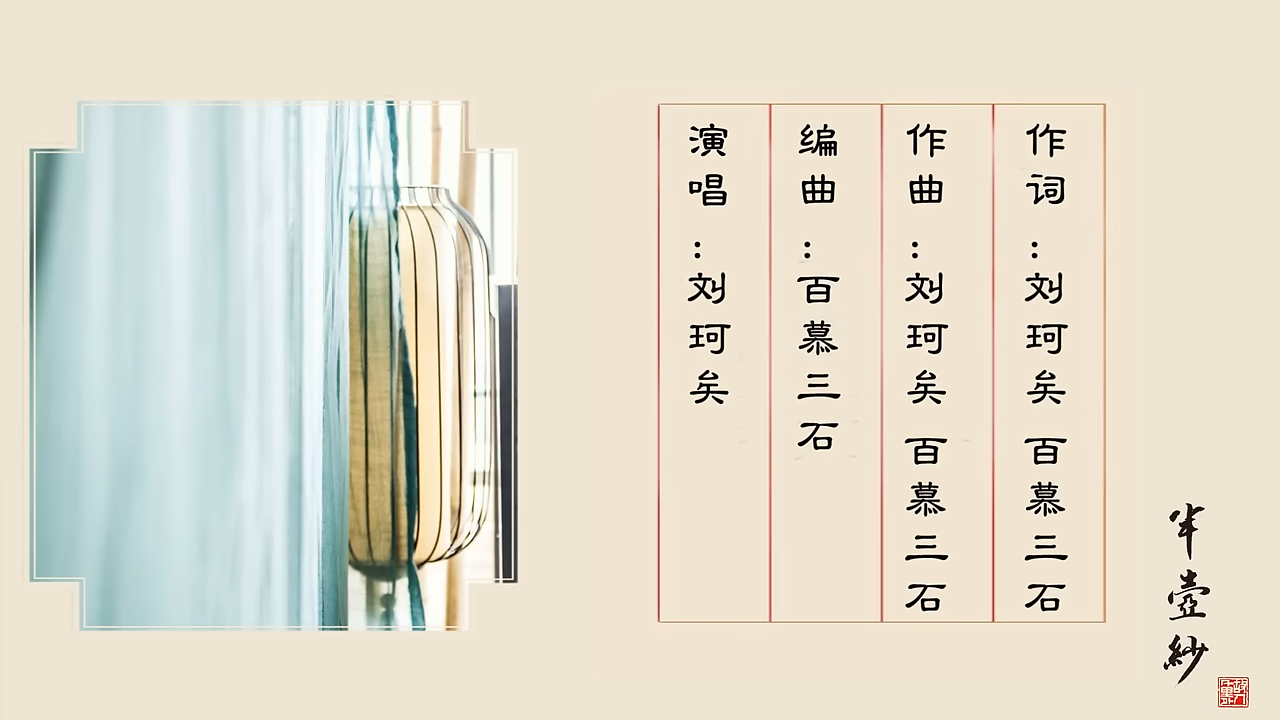 作词：刘珂矣 百慕三石
作曲：刘珂矣 百慕三石
编曲：百慕三石
演唱：刘珂矣
半壶纱